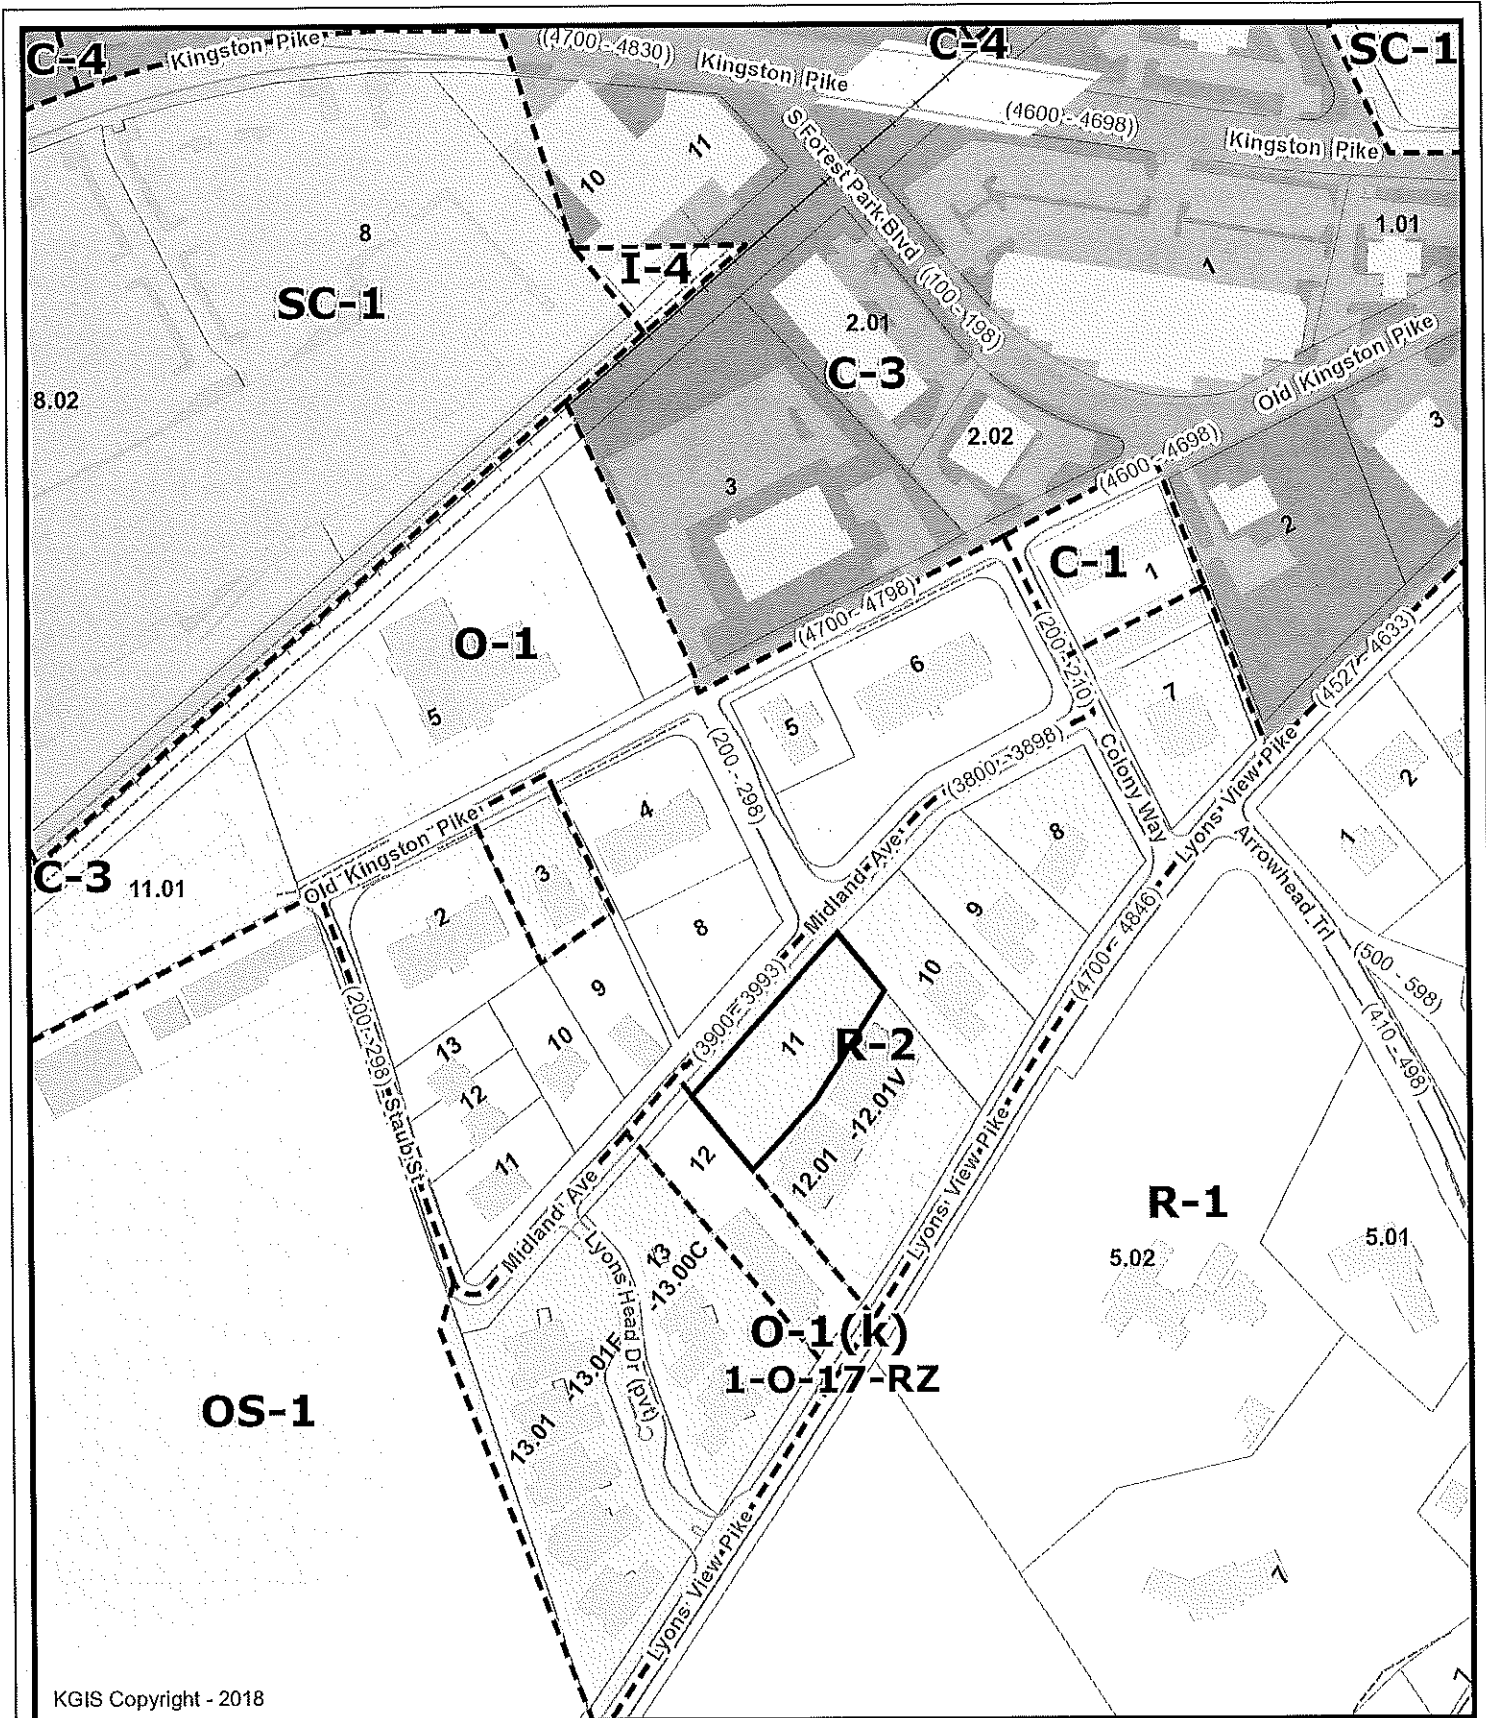 C-4
Kingston Pike
(4700 - 4830)
Kingston Pike
C-4
SC-1
(4600 - 4698)
Kingston Pike
S Forest Park Blvd (100 - 198)
11
10
8
1.01
1
I-4
SC-1
2.01
C-3
Old Kingston Pike
8.02
2.02
3
3
(4600 - 4698)
2
C-1
1
(4700 - 4798)
(200 - 210)
O-1
(4527 - 4633)
6
5
7
5
(200 - 298)
(3800 - 3898)
Colony Way
Lyons View Pike
2
4
8
1
Arrowhead Trl
Old Kingston Pike
Midland Ave
C-3
11.01
3
2
8
9
(4700 - 4846)
(500 - 598)
10
9
(3900 - 3993)
(410 - 498)
(200 - 298)
Staub St
13
10
11
R-2
12
12.01
-12.01V
12
11
Lyons View Pike
R-1
5.02
5.01
Midland Ave
Lyons Head Dr (pvt)
13
-13.00C
O-1(k)
1-O-17-RZ
-13.01F
13.01
OS-1
7
Lyons View Pike
7
KGIS Copyright - 2018